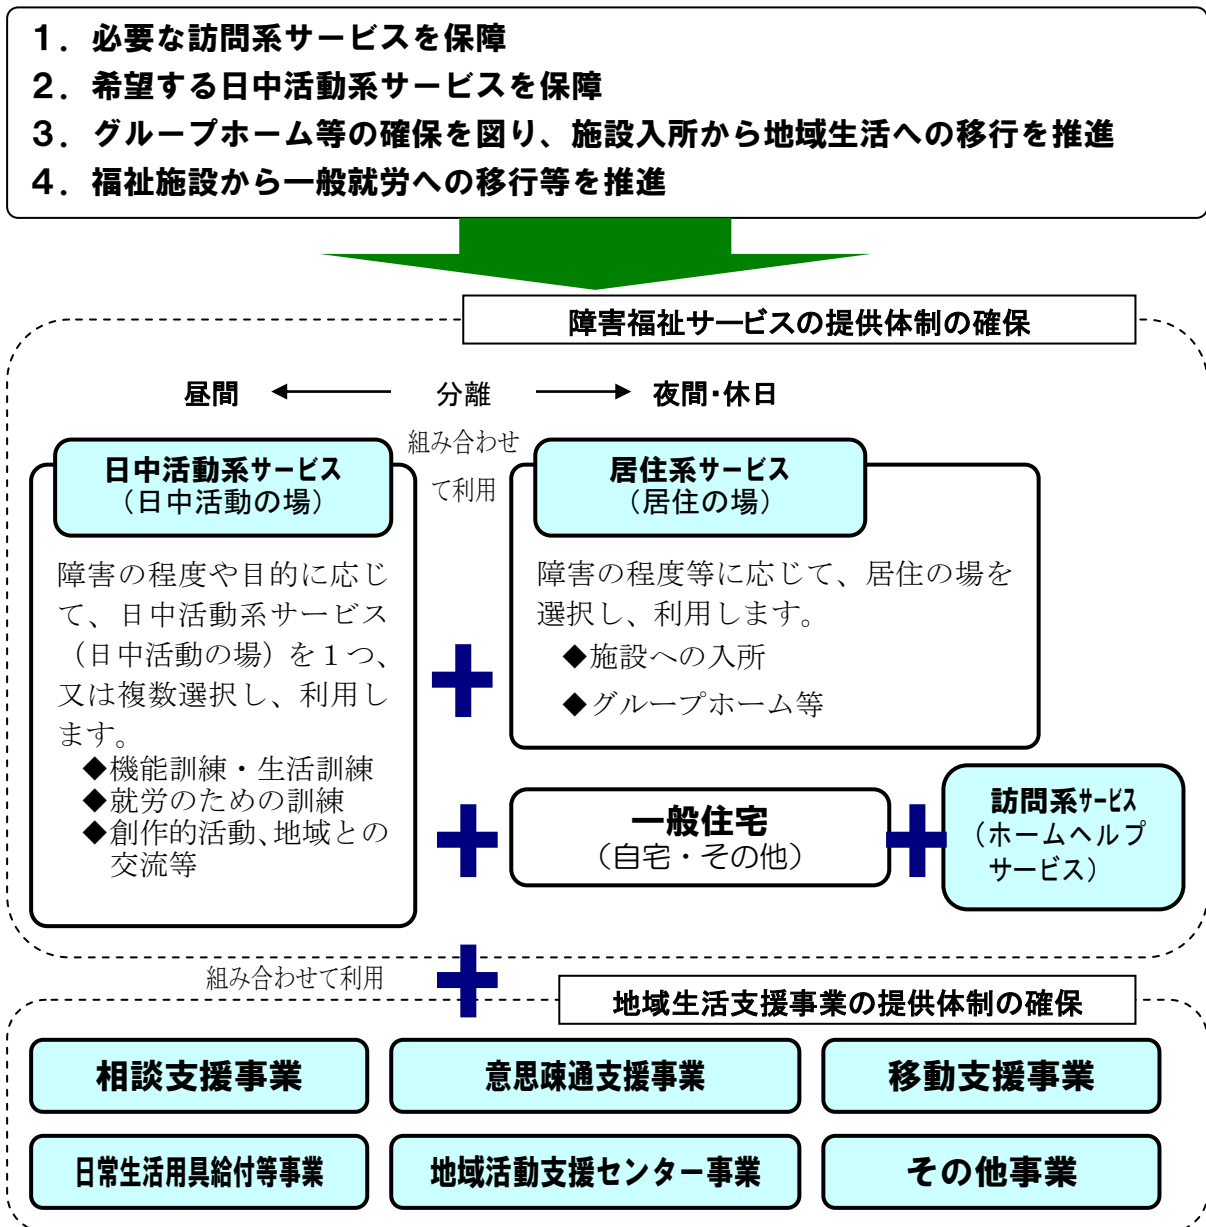 １．必要な訪問系サービスを保障
２．希望する日中活動系サービスを保障
３．グループホーム等の確保を図り、施設入所から地域生活への移行を推進
４．福祉施設から一般就労への移行等を推進
障害福祉サービスの提供体制の確保
昼間 分離 夜間・休日
組み合わせ
て利用
日中活動系サービス
（日中活動の場）
障害の程度や目的に応じ
て、日中活動系サービス
（日中活動の場）を１つ、
又は複数選択し、利用し
ます。
◆機能訓練・生活訓練
◆就労のための訓練
◆創作的活動、地域との
交流等
居住系サービス
（居住の場）
障害の程度等に応じて、居住の場を
選択し、利用します。
◆施設への入所
◆グループホーム等
一般住宅
（自宅・その他）
訪問系サービス
（ホームヘルプ
サービス）
組み合わせて利用
地域生活支援事業の提供体制の確保
相談支援事業
意思疎通支援事業
移動支援事業
日常生活用具給付等事業
地域活動支援センター事業
その他事業